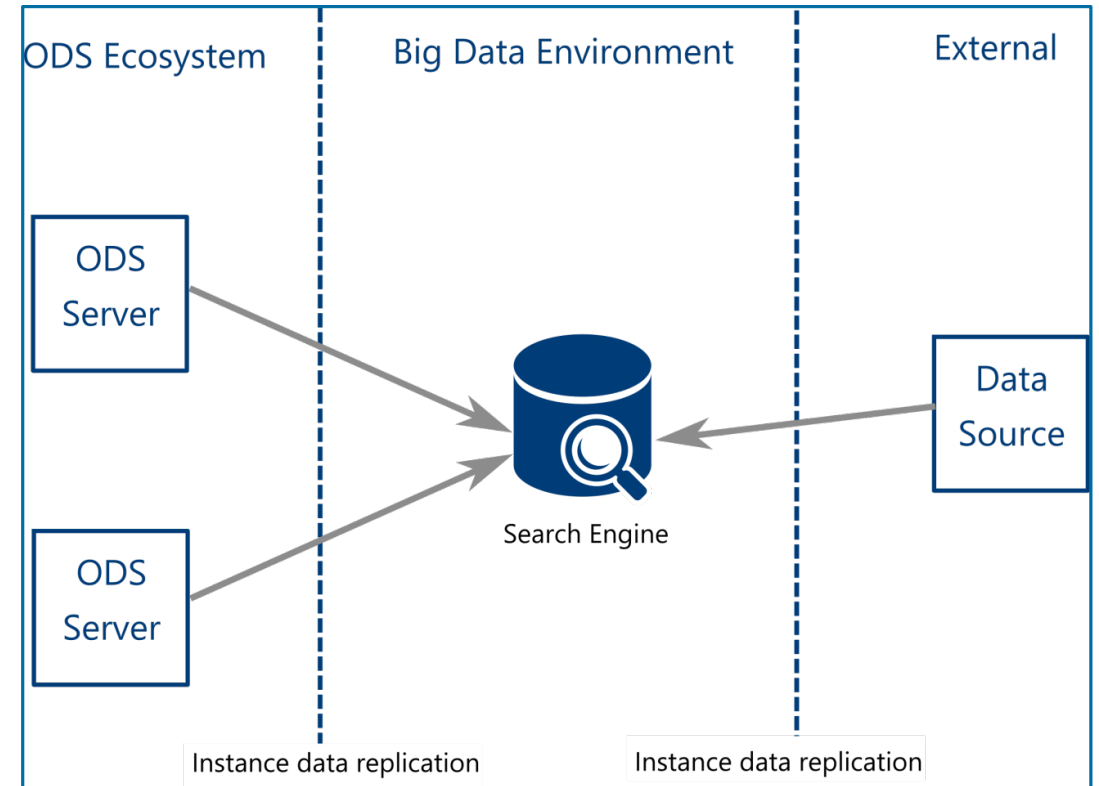 ODS Ecosystem
Big Data Environment
External
ODS
Server
Data
Source
Search Engine
ODS
Server
Instance data replication
Instance data replication